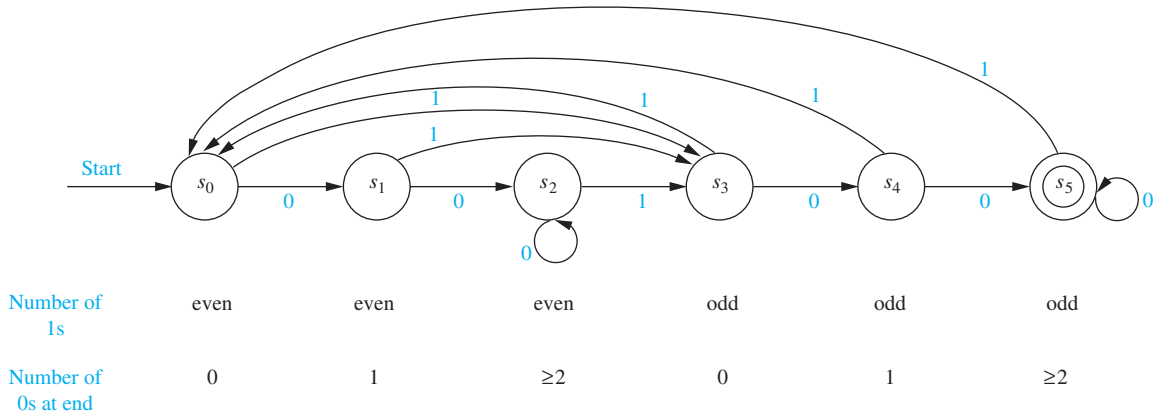 1
1
1
1
1
Start
s0
s1
s2
s3
s4
s5
0
0
1
0
0
0
0
Number of
1s
even
even
even
odd
odd
odd
Number of
0s at end
0
1
≥2
0
1
≥2